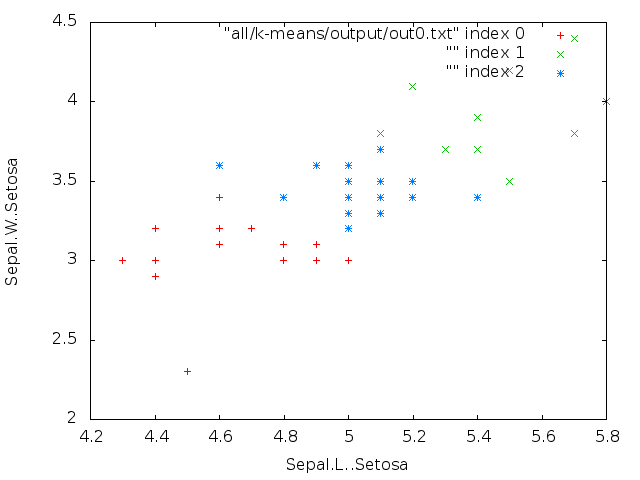 "all/k-means/output/out0.txt" index 0
"" index 1
"" index 2
4.5
4
3.5
3
2.5
2
Sepal.W..Setosa
4.2 4.4 4.6 4.8 5 5.2 5.4 5.6 5.8
Sepal.L..Setosa